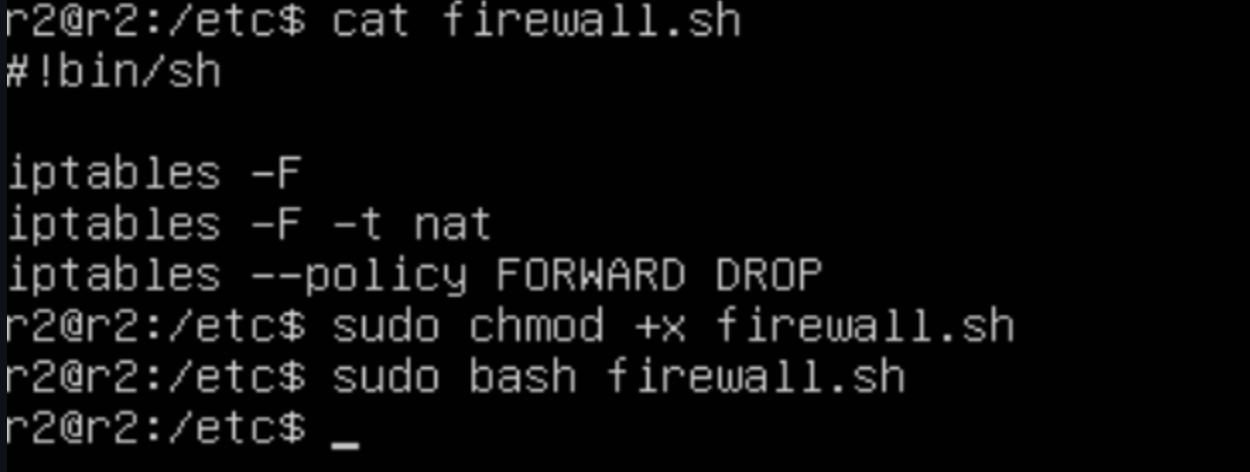 r2@r2:/etc$ cat firewall.sh
#!bin/sh
iptables -F
iptables -F -t nat
iptables --policy FORWARD DROP
r2@r2:/etc$ sudo chmod +x firewall.sh
r2@r2:/etc$ sudo bash firewall.sh
r2@r2:/etc$ _